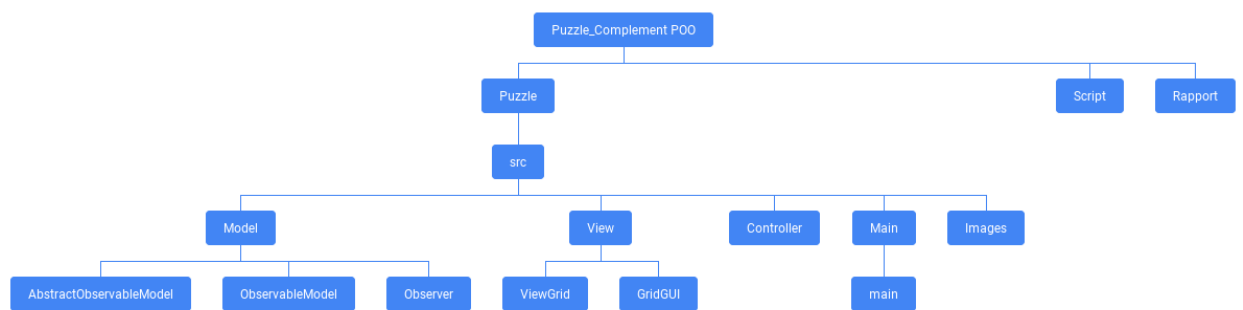 Puzzle_Complement POO
Puzzle
Script
Rapport
src
Model
View
Controller
Main
Images
AbstractObservableModel
ObservableModel
Observer
ViewGrid
GridGUI
main